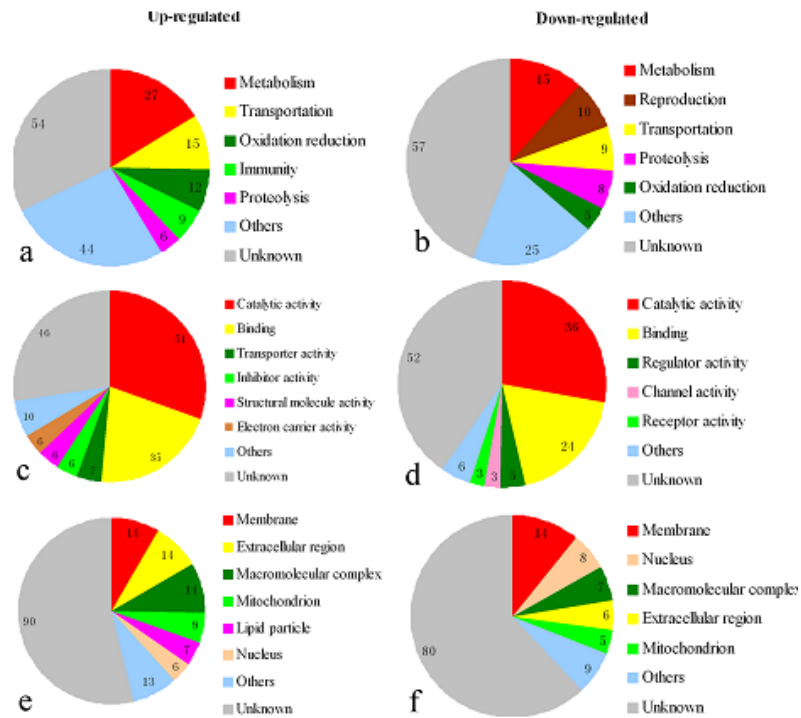 Up-regulated
Down-regulated
27
15
12
9
6
44
54
Metabolism
Transportation
Oxidation reduction
Immunity
Proteolysis
Others
Unknown
a
15
10
9
8
5
25
57
Metabolism
Reproduction
Transportation
Proteolysis
Oxidation reduction
Others
Unknown
b
51
35
7
6
6
6
10
46
Catalytic activity
Binding
Transporter activity
Inhibitor activity
Structural molecule activity
Electron carrier activity
Others
Unknown
c
36
24
5
3
3
6
52
Catalytic activity
Binding
Regulator activity
Channel activity
Receptor activity
Others
Unknown
d
14
14
14
9
7
6
13
90
Membrane
Extracellular region
Macromolecular complex
Mitochondrion
Lipid particle
Nucleus
Others
Unknown
e
14
8
7
6
5
9
80
Membrane
Nucleus
Macromolecular complex
Extracellular region
Mitochondrion
Others
Unknown
f